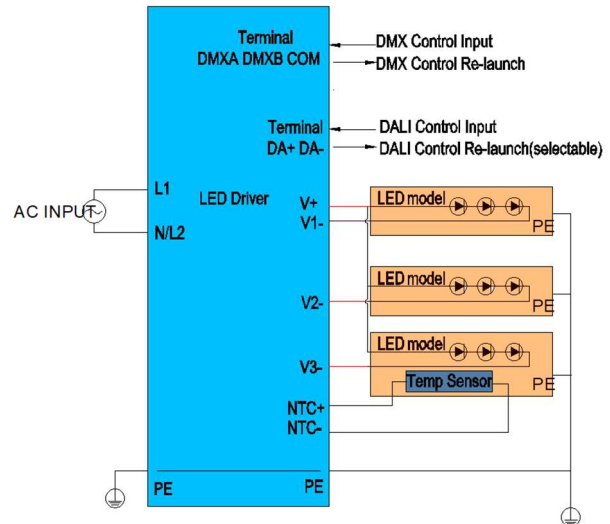 Terminal
DMXA DMXB COM
DMX Control Input
DMX Control Re-launch
Terminal
DA+ DA-
DALI Control Input
DALI Control Re-launch(selectable)
AC INPUT
L1
N/L2
LED Driver
V+
V1-
LED model
PE
V2-
LED model
PE
V3-
LED model
Temp Sensor
PE
NTC+
NTC-
PE
PE